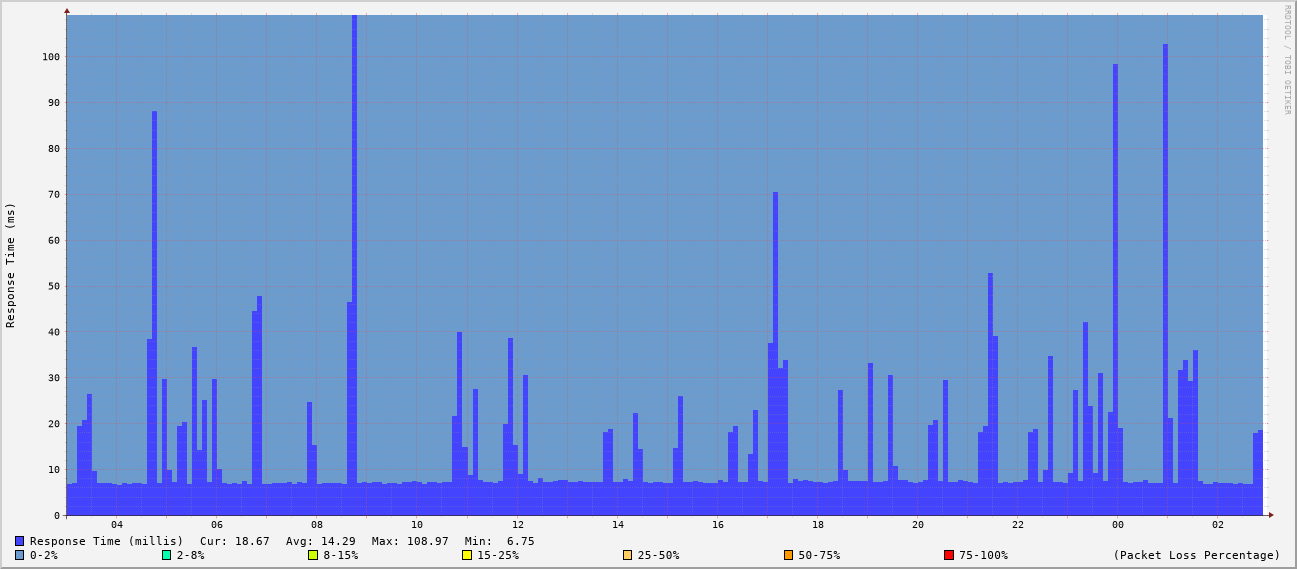 RRDTOOL / TOBI OETIKER
Response Time (ms)
100
90
80
70
60
50
40
30
20
10
0
04 06 08 10 12 14 16 18 20 22 00 02
Response Time (millis) Cur: 18.67 Avg: 14.29 Max: 108.97 Min: 6.75
0-2% 2-8% 8-15% 15-25% 25-50% 50-75% 75-100% (Packet Loss Percentage)